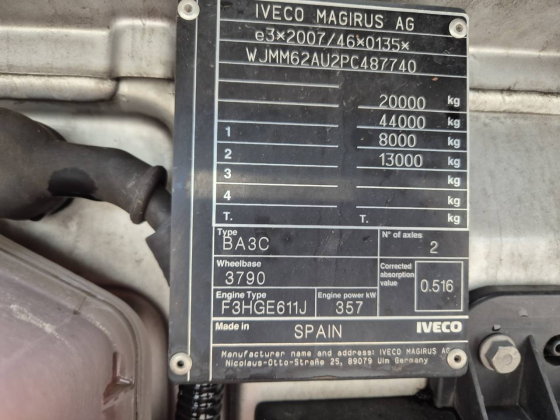 IVECO MAGIRUS AG
e3×2007/46×0135×
WJMM62AU2PC487740
20000 kg
44000 kg
1 8000 kg
2 13000 kg
3 kg
4 kg
T. T. kg
Type
BA3C
N° of axles
2
Wheelbase
3790
Corrected absorption value
0.516
Engine Type
F3HGE611J
Engine power kW
357
Made in SPAIN IVECO
Manufacturer name and address: IVECO MAGIRUS AG
Nicolaus-Otto-Straße 25, 89079 Ulm Germany